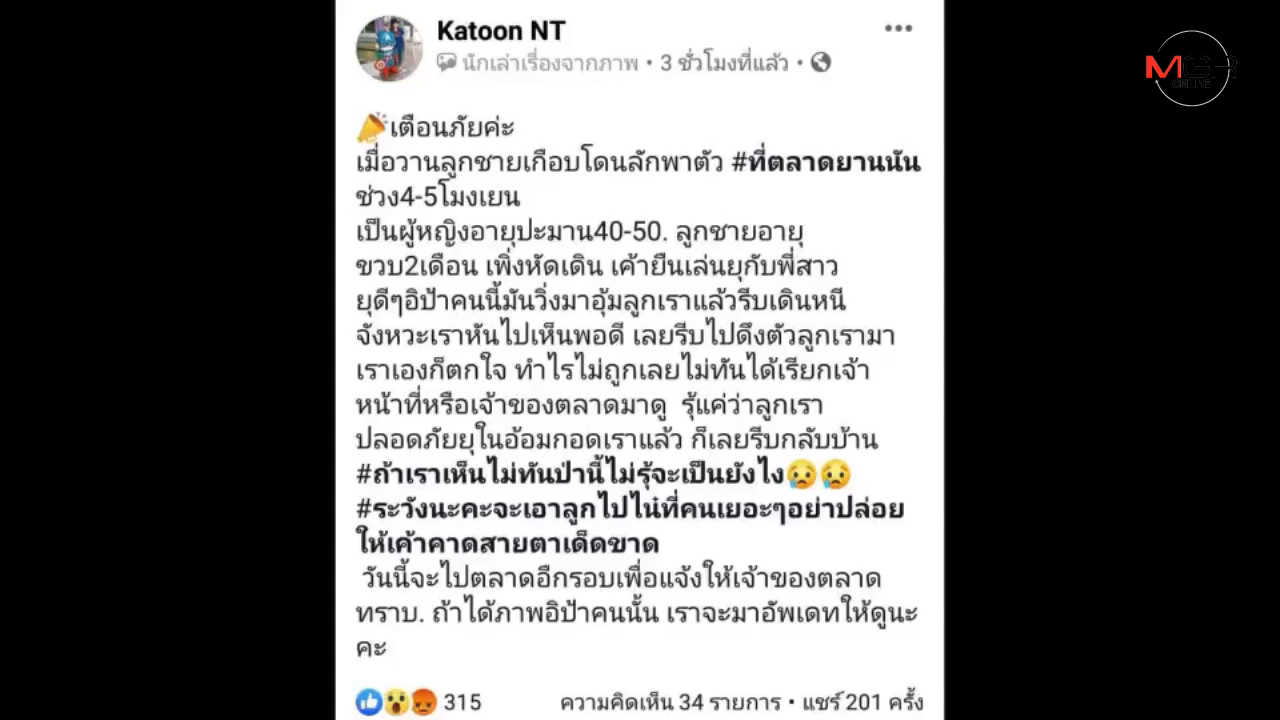 Katoon NT
นักเล่าเรื่องจากภาพ • 3 ชั่วโมงที่แล้ว •
MGR
ONLINE
เตือนภัยค่ะ
เมื่อวานลูกชายเกือบโดนลักพาตัว #ที่ตลาดยานนัน
ช่วง4-5โมงเยน
เป็นผู้หญิงอายุปะมาน40-50. ลูกชายอายุ
ขวบ2เดือน เพิ่งหัดเดิน เค้ายืนเล่นยุกับพี่สาว
ยุดีๆอิป้าคนนี้มันวิ่งมาอุ้มลูกเราแล้วรีบเดินหนี
จังหวะเราหันไปเห็นพอดี เลยรีบไปดึงตัวลูกเรามา
เราเองก็ตกใจ ทำไรไม่ถูกเลยไม่ทันได้เรียกเจ้า
หน้าที่หรือเจ้าของตลาดมาดู รุ้แค่ว่าลูกเรา
ปลอดภัยยุในอ้อมกอดเราแล้ว ก็เลยรีบกลับบ้าน
#ถ้าเราเห็นไม่ทันป่านี้ไม่รุ้จะเป็นยังไง
#ระวังนะคะจะเอาลูกไปไน๋ที่คนเยอะๆอย่าปล่อย
ให้เค้าคาดสายตาเด็ดขาด
วันนี้จะไปตลาดอีกรอบเพื่อแจ้งให้เจ้าของตลาด
ทราบ. ถ้าได้ภาพอิป้าคนนั้น เราจะมาอัพเดทให้ดูนะ
คะ
315
ความคิดเห็น 34 รายการ • แชร์ 201 ครั้ง